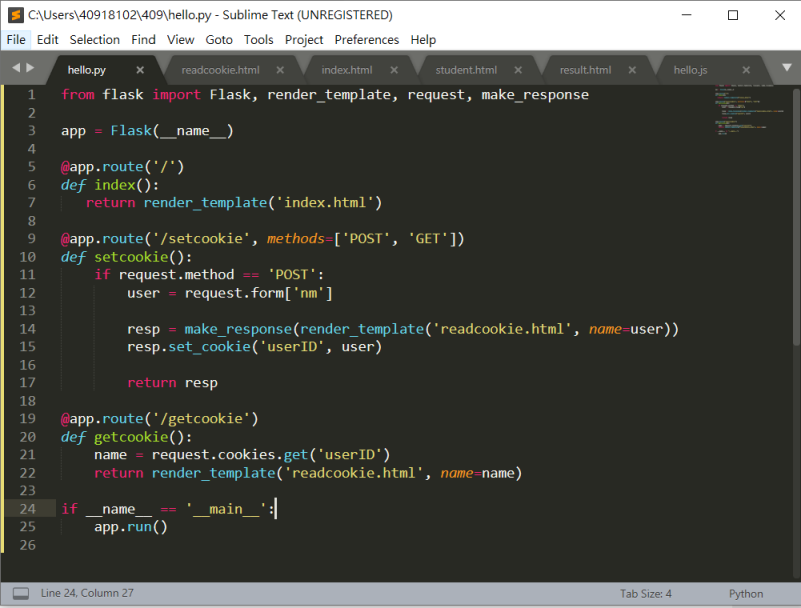 C:\Users\40918102\409\hello.py - Sublime Text (UNREGISTERED)
File Edit Selection Find View Goto Tools Project Preferences Help
hello.py readcookie.html index.html student.html result.html hello.js
1 from flask import Flask, render_template, request, make_response
2
3 app = Flask(__name__)
4
5 @app.route('/')
6 def index():
7    return render_template('index.html')
8
9 @app.route('/setcookie', methods=['POST', 'GET'])
10 def setcookie():
11     if request.method == 'POST':
12         user = request.form['nm']
13
14         resp = make_response(render_template('readcookie.html', name=user))
15         resp.set_cookie('userID', user)
16
17         return resp
18
19 @app.route('/getcookie')
20 def getcookie():
21     name = request.cookies.get('userID')
22     return render_template('readcookie.html', name=name)
23
24 if __name__ == '__main__':
25     app.run()
26
Line 24, Column 27 Tab Size: 4 Python